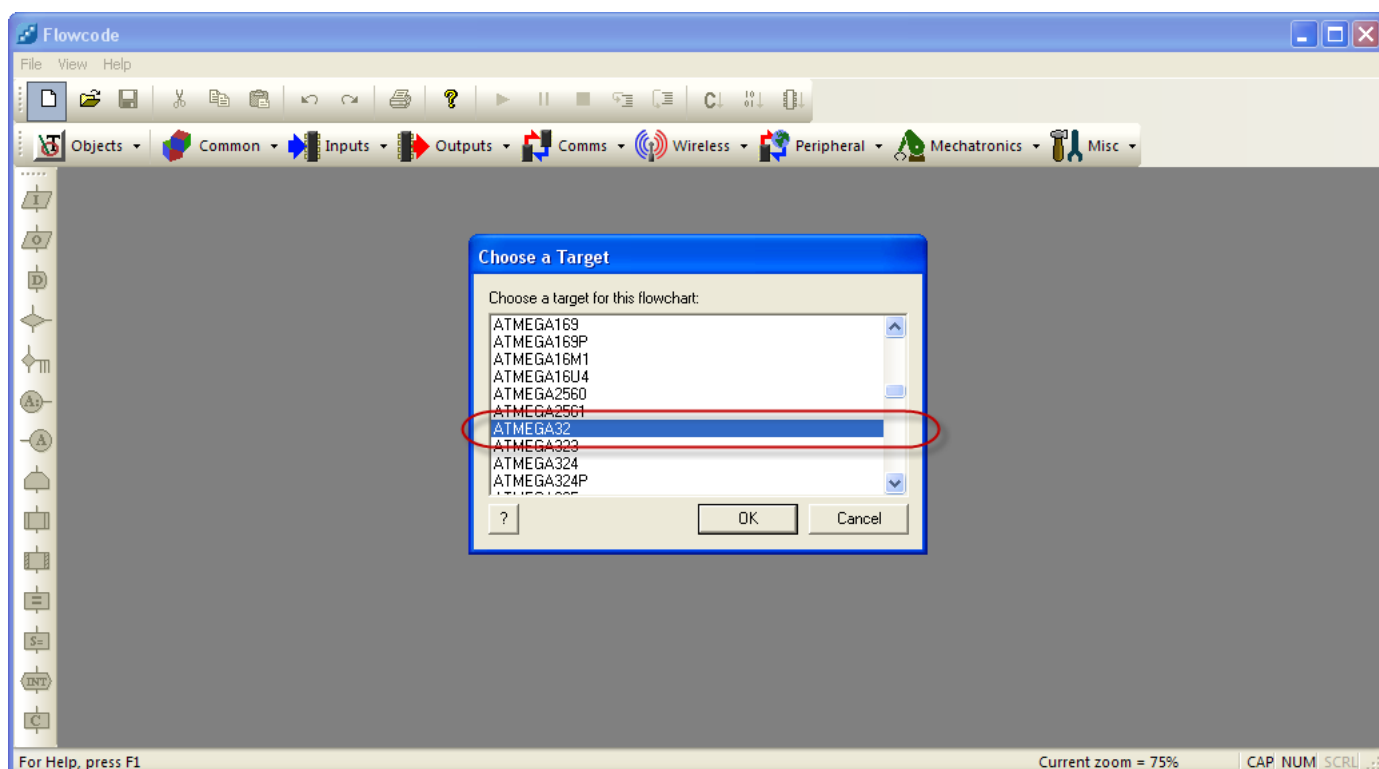 Flowcode
File View Help
Objects Common Inputs Outputs Comms Wireless Peripheral Mechatronics Misc
Choose a Target
Choose a target for this flowchart:
ATMEGA169
ATMEGA169P
ATMEGA16M1
ATMEGA16U4
ATMEGA2560
ATMEGA2561
ATMEGA32
ATMEGA323
ATMEGA324
ATMEGA324P
? OK Cancel
I
O
D
A:
A
=
S=
INT
C
For Help, press F1 Current zoom = 75% CAP NUM SCRL